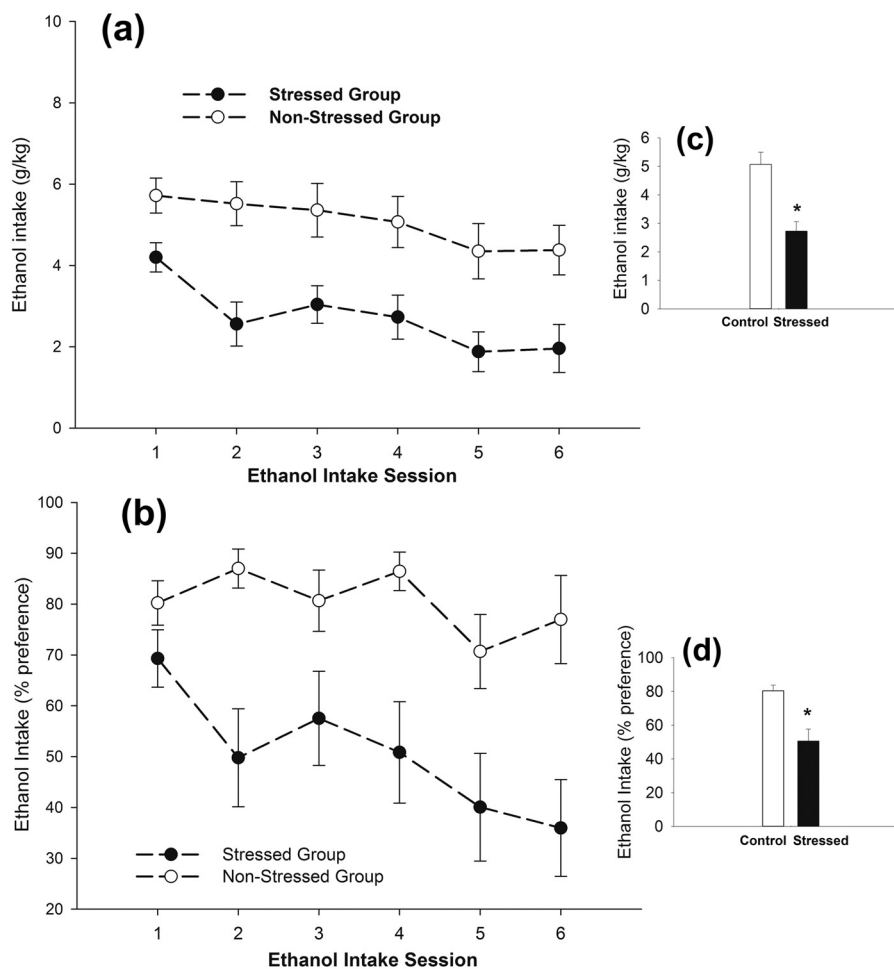 (a)
10
8
6
4
2
0
Ethanol intake (g/kg)
Stressed Group
Non-Stressed Group
1 2 3 4 5 6
Ethanol Intake Session
(c)
6
5
4
3
2
1
0
Ethanol intake (g/kg)
*
Control Stressed
(b)
100
90
80
70
60
50
40
30
20
Ethanol Intake (% preference)
Stressed Group
Non-Stressed Group
1 2 3 4 5 6
Ethanol Intake Session
(d)
100
80
60
40
20
0
Ethanol Intake (% preference)
*
Control Stressed